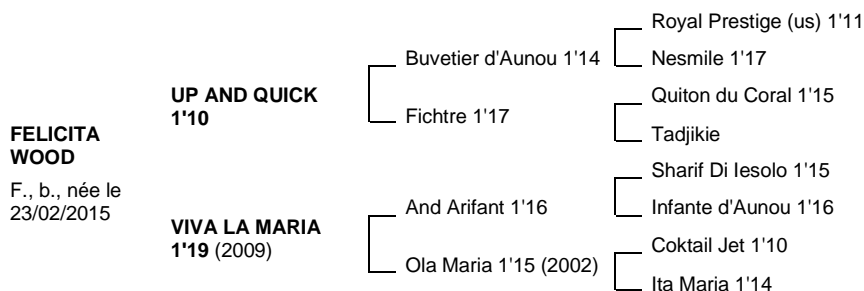 FELICITA
WOOD
F., b., née le
23/02/2015
UP AND QUICK
1'10
VIVA LA MARIA
1'19 (2009)
Buvetier d'Aunou 1'14
Fichtre 1'17
And Arifant 1'16
Ola Maria 1'15 (2002)
Royal Prestige (us) 1'11
Nesmile 1'17
Quiton du Coral 1'15
Tadjikie
Sharif Di Iesolo 1'15
Infante d'Aunou 1'16
Coktail Jet 1'10
Ita Maria 1'14